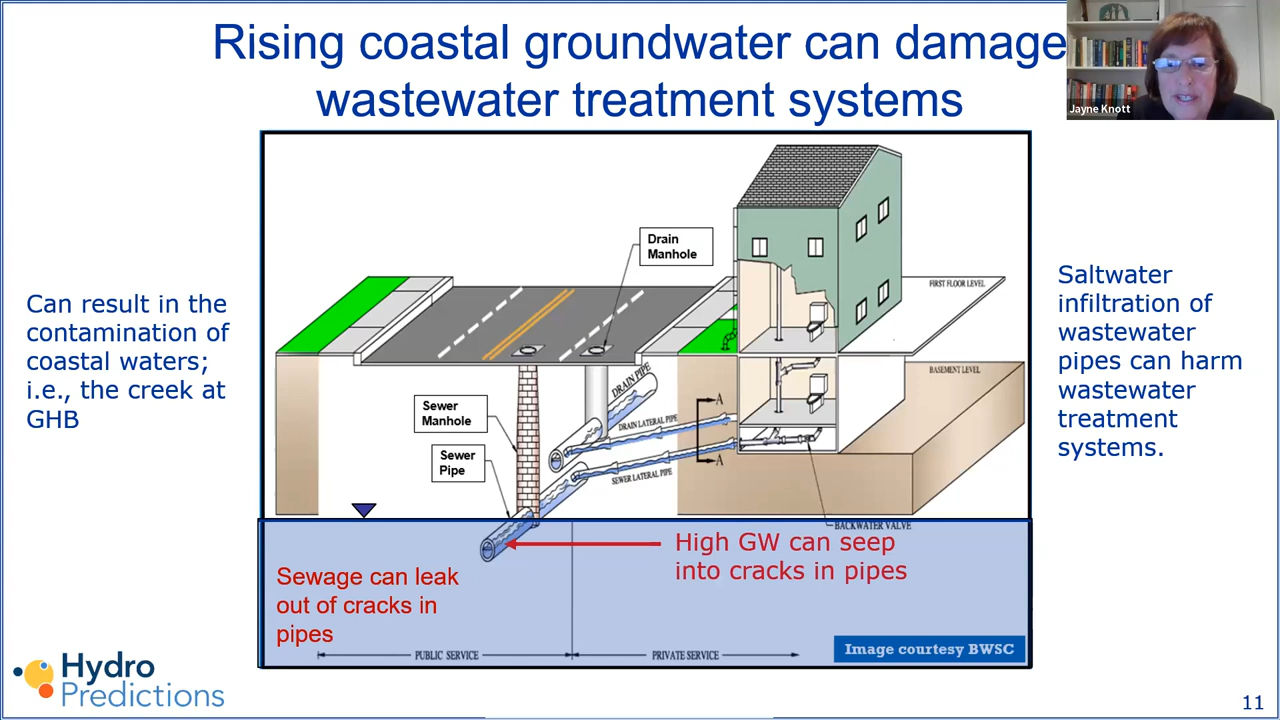 Rising coastal groundwater can damage
wastewater treatment systems
Jayne Knott
Can result in the
contamination of
coastal waters;
i.e., the creek at
GHB
Drain
Manhole
FIRST FLOOR LEVEL
BASEMENT LEVEL
DRAIN PIPE
Sewer
Manhole
DRAIN LATERAL PIPE
A
Sewer
Pipe
SEWER LATERAL PIPE
A
BACKWATER VALVE
Saltwater
infiltration of
wastewater
pipes can harm
wastewater
treatment
systems.
High GW can seep
into cracks in pipes
Sewage can leak
out of cracks in
pipes
PUBLIC SERVICE
PRIVATE SERVICE
Image courtesy BWSC
Hydro
Predictions
11